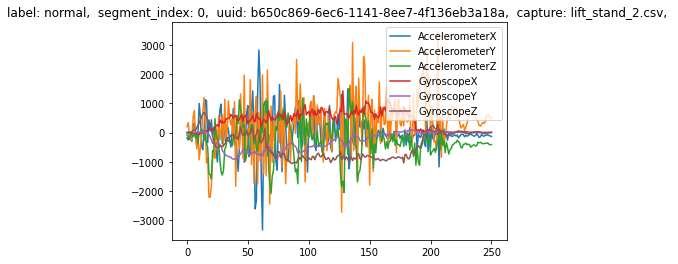 label: normal,  segment_index: 0,  uuid: b650c869-6ec6-1141-8ee7-4f136eb3a18a,  capture: lift_stand_2.csv,
AccelerometerX
AccelerometerY
AccelerometerZ
GyroscopeX
GyroscopeY
GyroscopeZ
3000
2000
1000
0
−1000
−2000
−3000
0 50 100 150 200 250